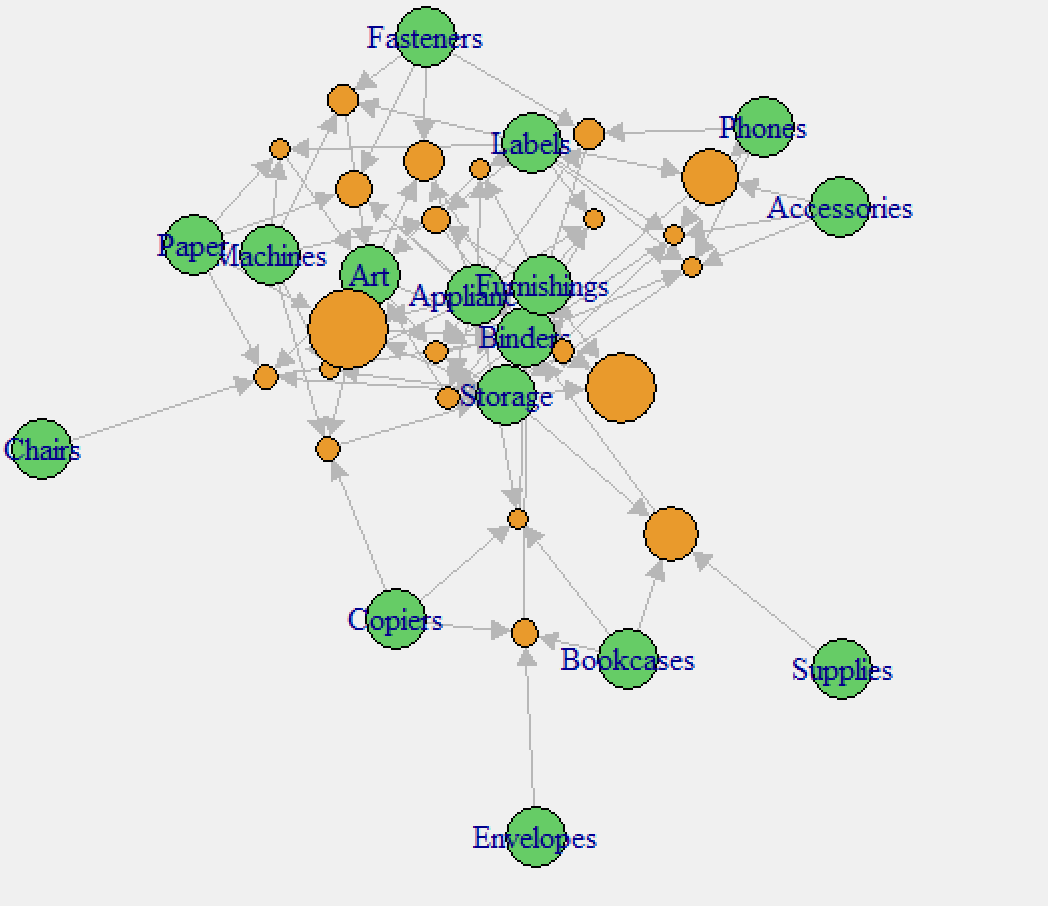 Fasteners
Labels
Phones
Accessories
Paper
Machines
Art
Furnishings
Binders
Storage
Chairs
Copiers
Bookcases
Supplies
Envelopes